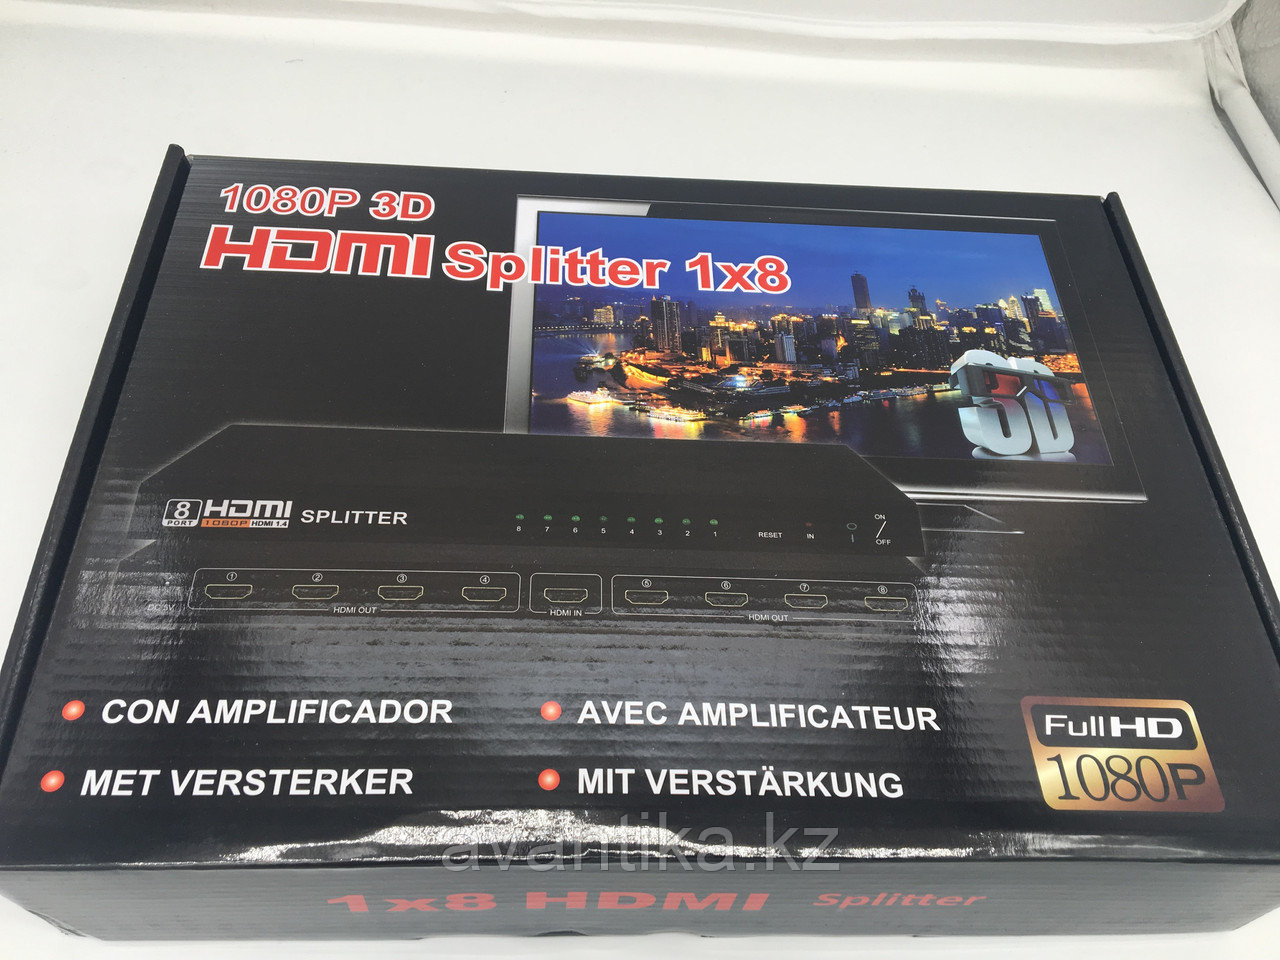 1080P 3D
HDMI Splitter 1x8
3D
8 PORT HDMI 1080P HDMI 1.4 SPLITTER
8 7 6 5 4 3 2 1 RESET IN ON / OFF
1 2 3 4 5 6 7 8
DC 5V HDMI OUT HDMI IN HDMI OUT
CON AMPLIFICADOR AVEC AMPLIFICATEUR
MET VERSTERKER MIT VERSTÄRKUNG
Full HD
1080P
avantika.kz
1x8 HDMI Splitter